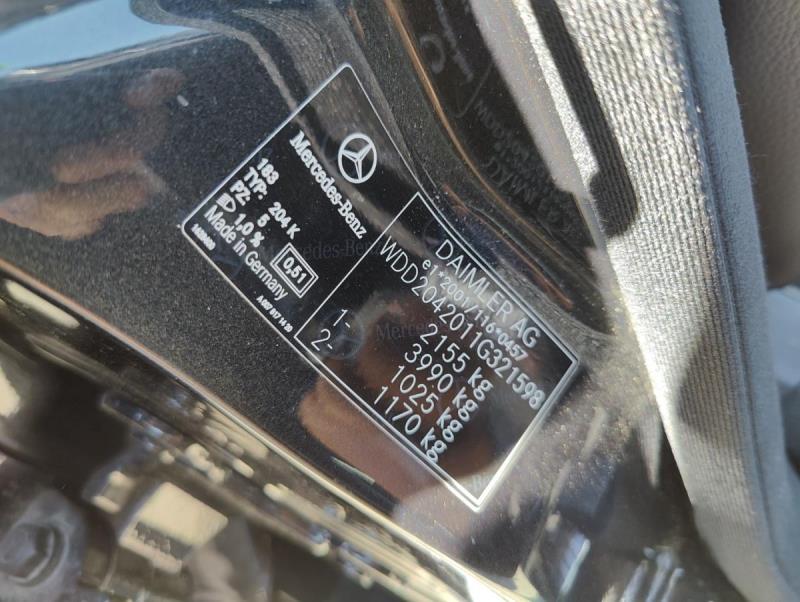 Mercedes-Benz
183
TYP: 204 K
PZ: 5
1,0 %
0,51
Made in Germany
DAIMLER AG
e1*2001/116*0457
WDD2042011G321598
2155 kg
3990 kg
1- 1025 kg
2- 1170 kg